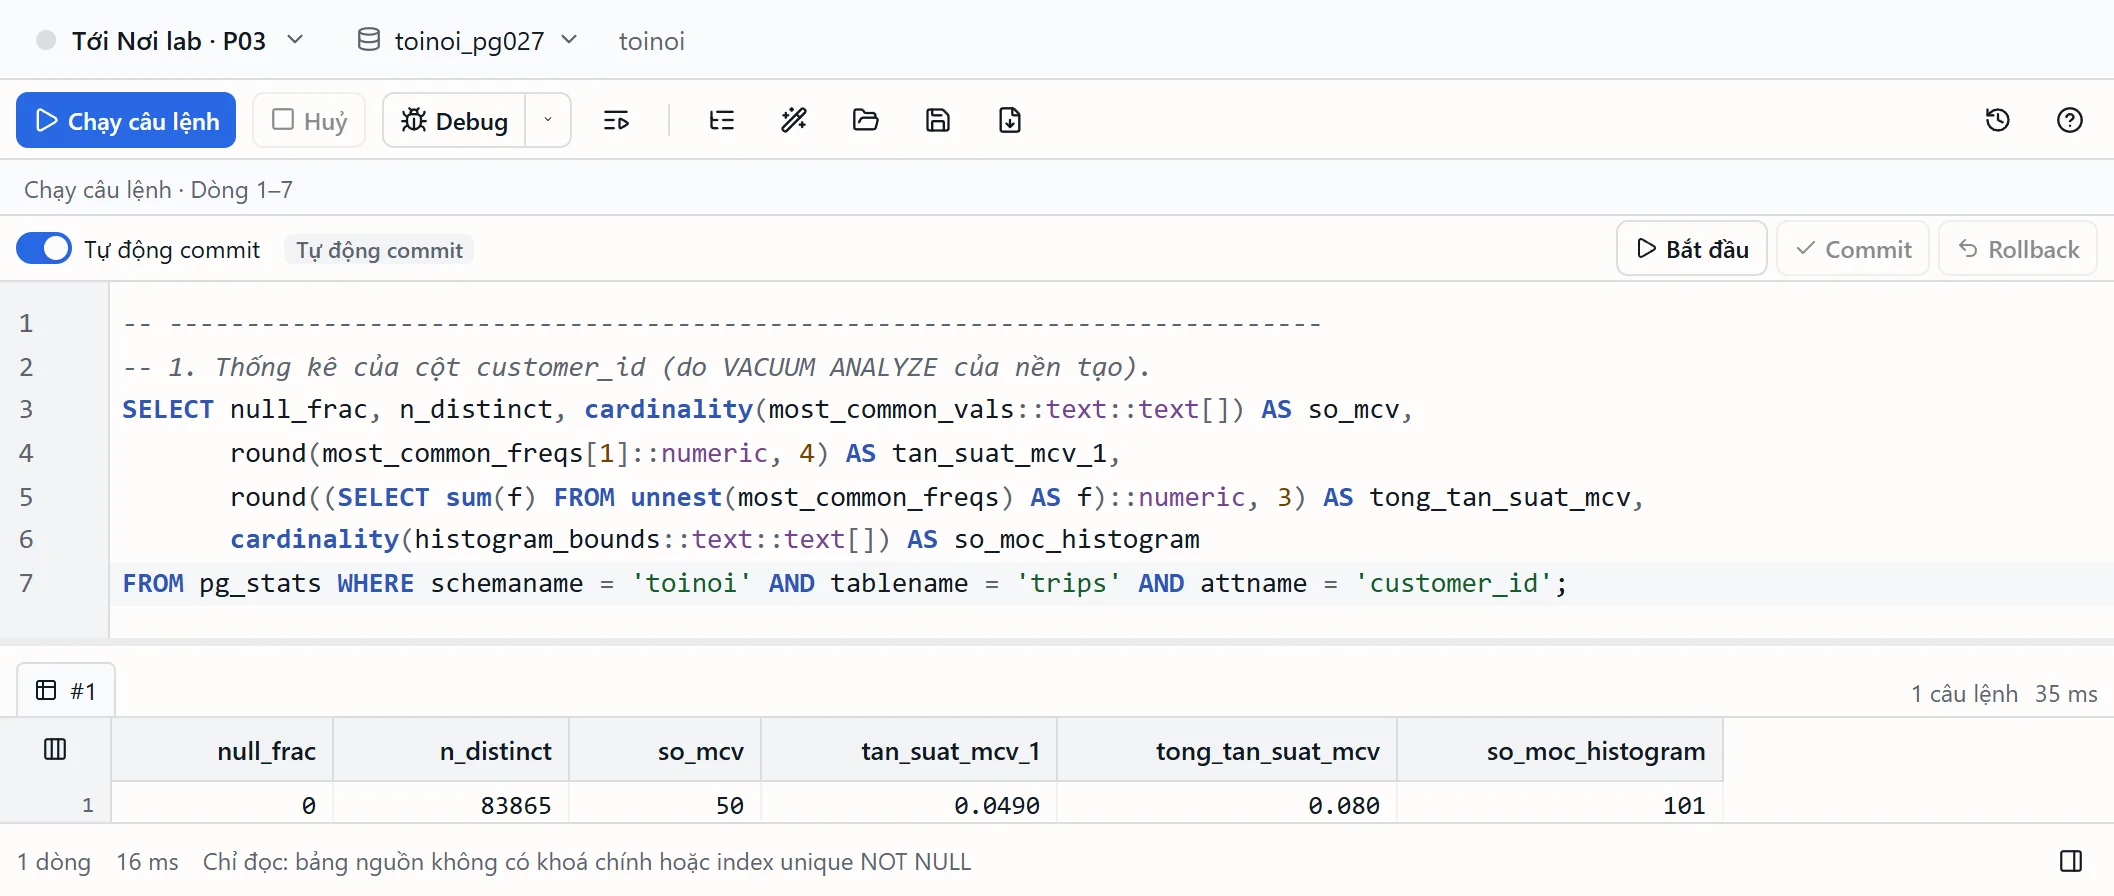 Tới Nơi lab · P03 toinoi_pg027 toinoi
Chạy câu lệnh Huỷ Debug
Chạy câu lệnh · Dòng 1–7
Tự động commit Tự động commit Bắt đầu Commit Rollback
1 -- ---------------------------------------------------------------------------
2 -- 1. Thống kê của cột customer_id (do VACUUM ANALYZE của nền tạo).
3 SELECT null_frac, n_distinct, cardinality(most_common_vals::text::text[]) AS so_mcv,
4 round(most_common_freqs[1]::numeric, 4) AS tan_suat_mcv_1,
5 round((SELECT sum(f) FROM unnest(most_common_freqs) AS f)::numeric, 3) AS tong_tan_suat_mcv,
6 cardinality(histogram_bounds::text::text[]) AS so_moc_histogram
7 FROM pg_stats WHERE schemaname = 'toinoi' AND tablename = 'trips' AND attname = 'customer_id';
#1 1 câu lệnh 35 ms
null_frac n_distinct so_mcv tan_suat_mcv_1 tong_tan_suat_mcv so_moc_histogram
1 0 83865 50 0.0490 0.080 101
1 dòng 16 ms Chỉ đọc: bảng nguồn không có khoá chính hoặc index unique NOT NULL